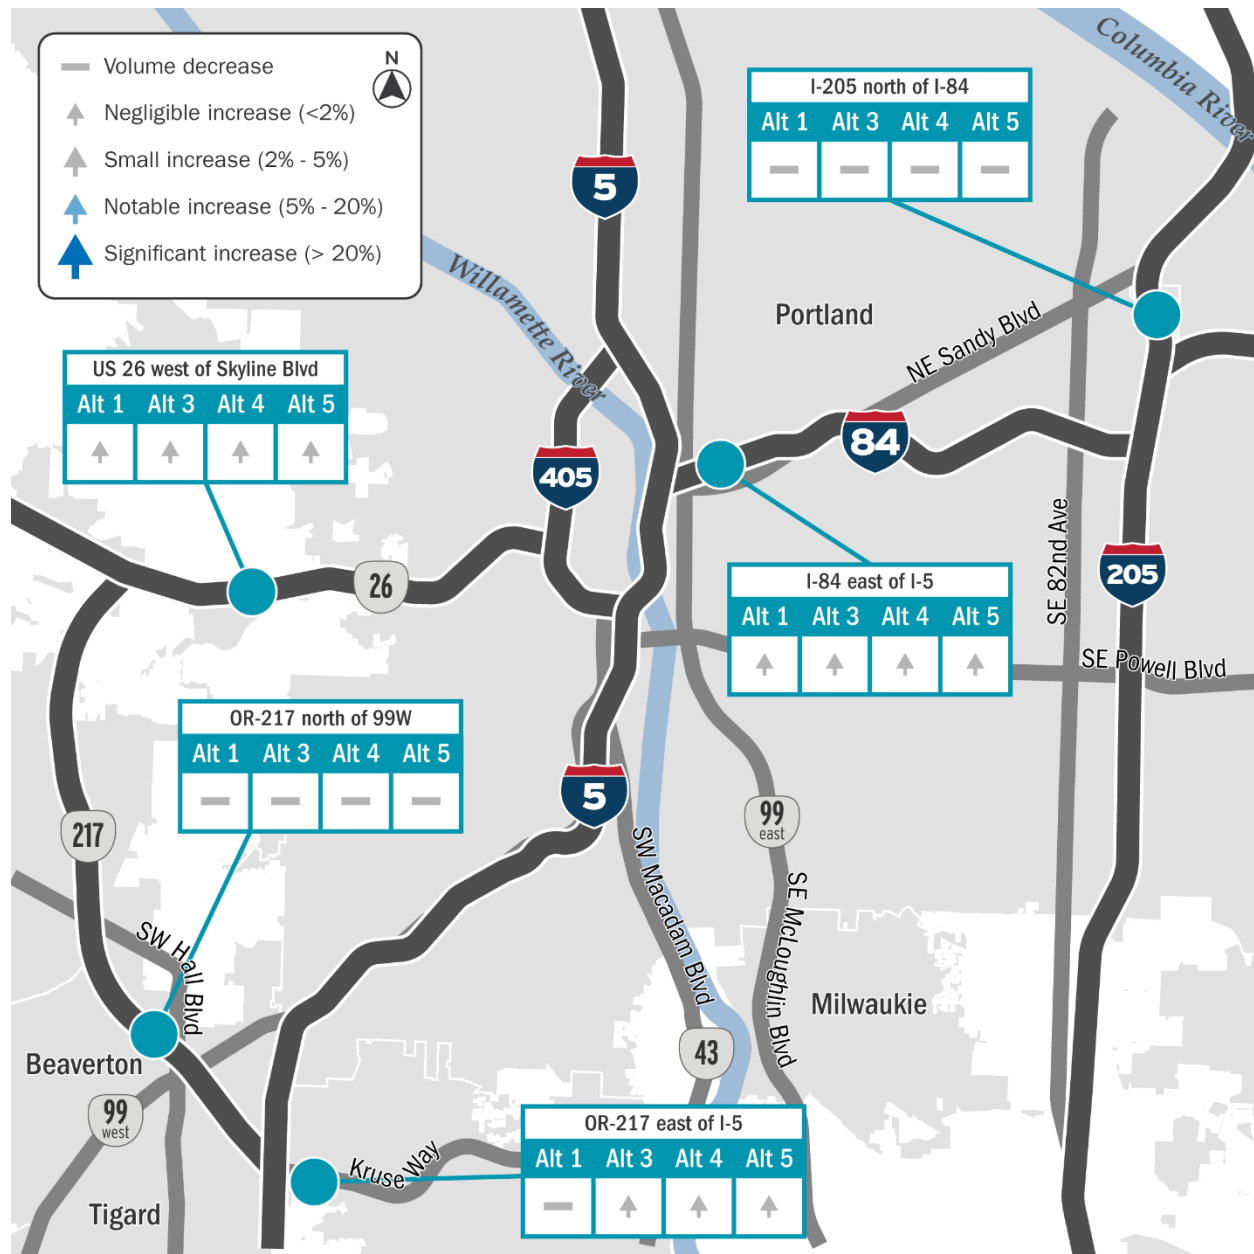 Volume decrease
N
Negligible increase (<2%)
Small increase (2% - 5%)
Notable increase (5% - 20%)
Significant increase (> 20%)
Columbia River
I-205 north of I-84
Alt 1 Alt 3 Alt 4 Alt 5
5
Willamette River
Portland
NE Sandy Blvd
US 26 west of Skyline Blvd
Alt 1 Alt 3 Alt 4 Alt 5
84
405
SE 82nd Ave
205
26
I-84 east of I-5
Alt 1 Alt 3 Alt 4 Alt 5
SE Powell Blvd
OR-217 north of 99W
Alt 1 Alt 3 Alt 4 Alt 5
5
217
99
east
SW Macadam Blvd
SE McLoughlin Blvd
SW Hall Blvd
Milwaukie
Beaverton
43
99
west
OR-217 east of I-5
Alt 1 Alt 3 Alt 4 Alt 5
Kruse Way
Tigard